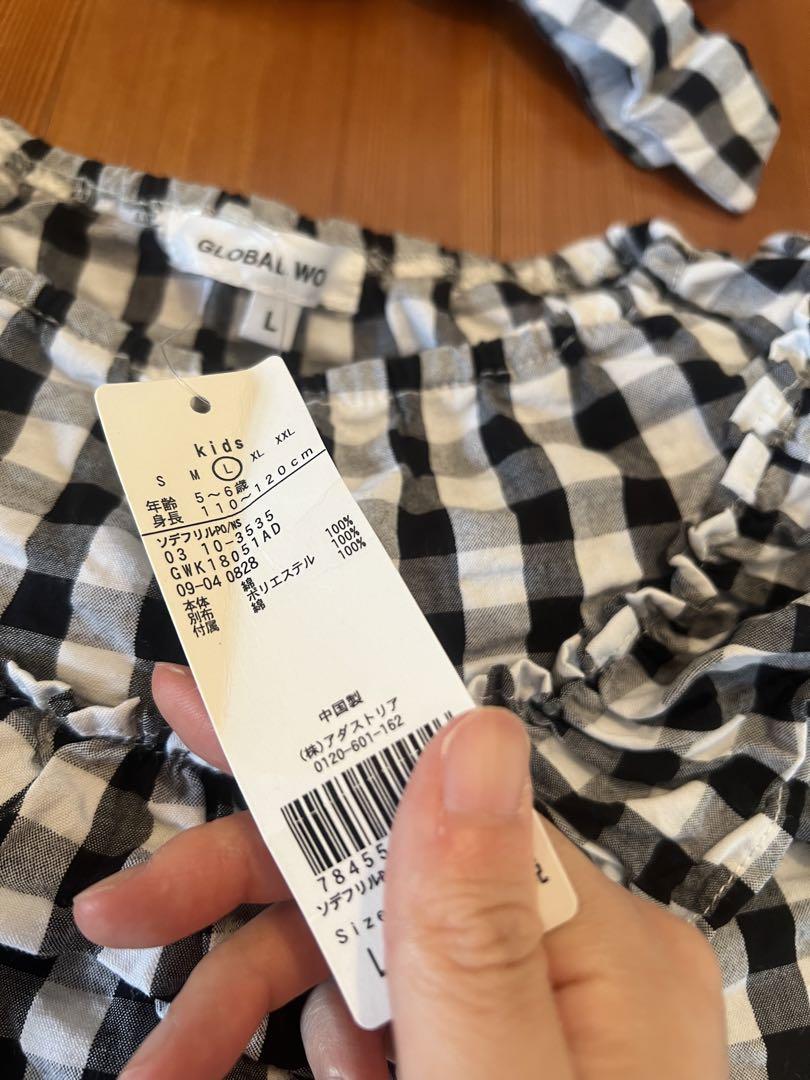 GLOBAL WO
L
kids
S M L XL XXL
年齢 5～6歳
身長 110～120cm
ソデフリルPO/NS
03 10-3535
GWK18051AD
09-04 0828
本体 綿 100%
別布 ポリエステル 100%
付属 綿 100%
中国製
(株)アダストリア
0120-601-162
78455
ソデフリルP
Size
L